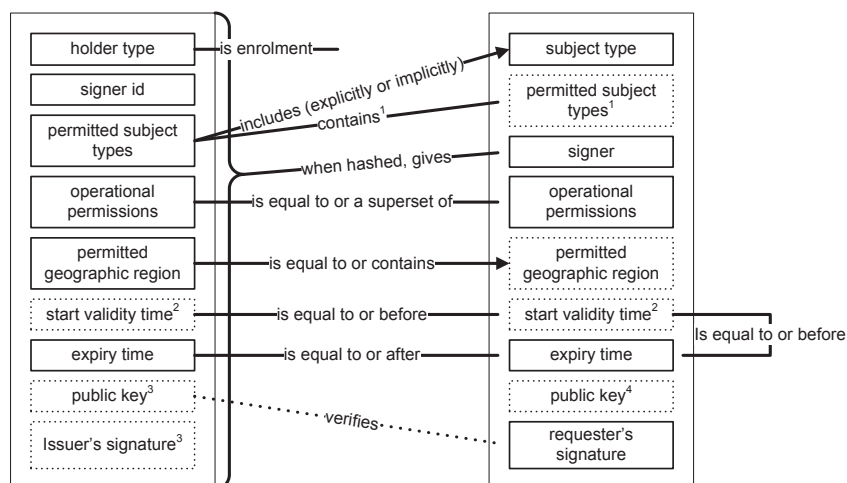 holder type
is enrolment
subject type
signer id
includes (explicitly or implicitly)
permitted subject
types¹
contains¹
permitted subject
types
signer
when hashed, gives
operational
permissions
is equal to or a superset of
operational
permissions
permitted
geographic region
is equal to or contains
permitted
geographic region
start validity time²
is equal to or before
start validity time²
Is equal to or before
expiry time
is equal to or after
expiry time
public key³
public key⁴
verifies
Issuer's signature³
requester's
signature